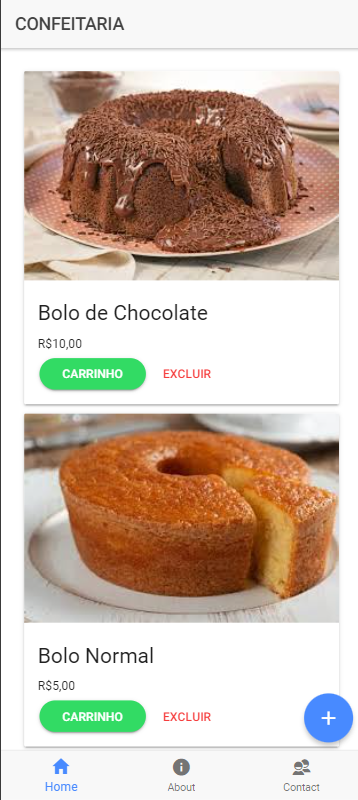 CONFEITARIA
Bolo de Chocolate
R$10,00
CARRINHO EXCLUIR
Bolo Normal
R$5,00
CARRINHO EXCLUIR
+
Home About Contact